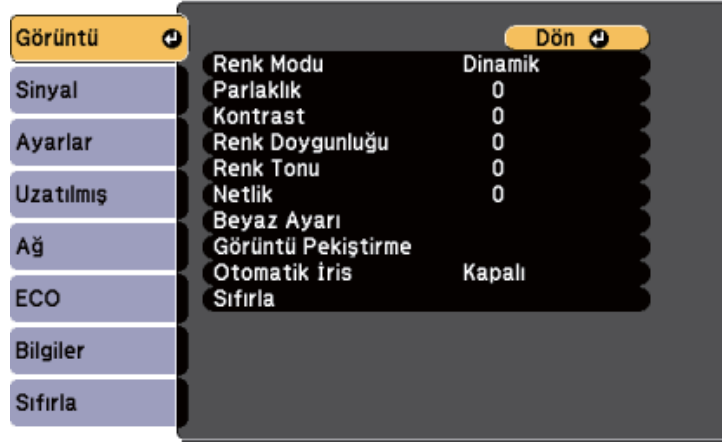 Görüntü
Sinyal
Ayarlar
Uzatılmış
Ağ
ECO
Bilgiler
Sıfırla
Dön
Renk Modu Dinamik
Parlaklık 0
Kontrast 0
Renk Doygunluğu 0
Renk Tonu 0
Netlik 0
Beyaz Ayarı
Görüntü Pekiştirme
Otomatik İris Kapalı
Sıfırla